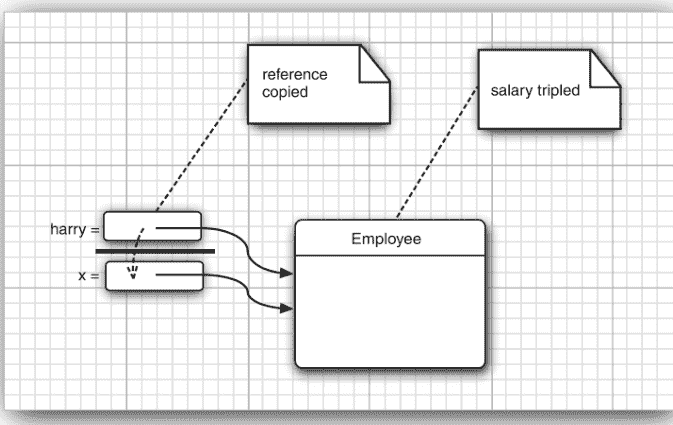 reference
copied
salary tripled
harry =
Employee
x =